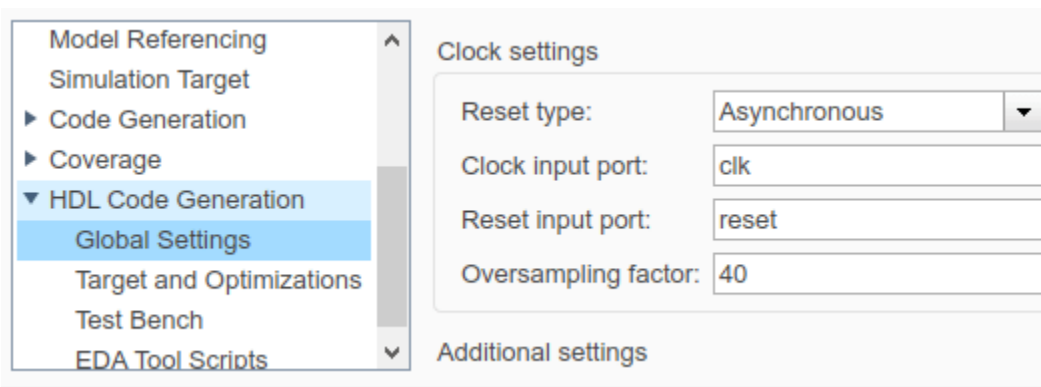 Model Referencing
Simulation Target
Code Generation
Coverage
HDL Code Generation
Global Settings
Target and Optimizations
Test Bench
EDA Tool Scripts
Clock settings
Reset type: Asynchronous
Clock input port: clk
Reset input port: reset
Oversampling factor: 40
Additional settings